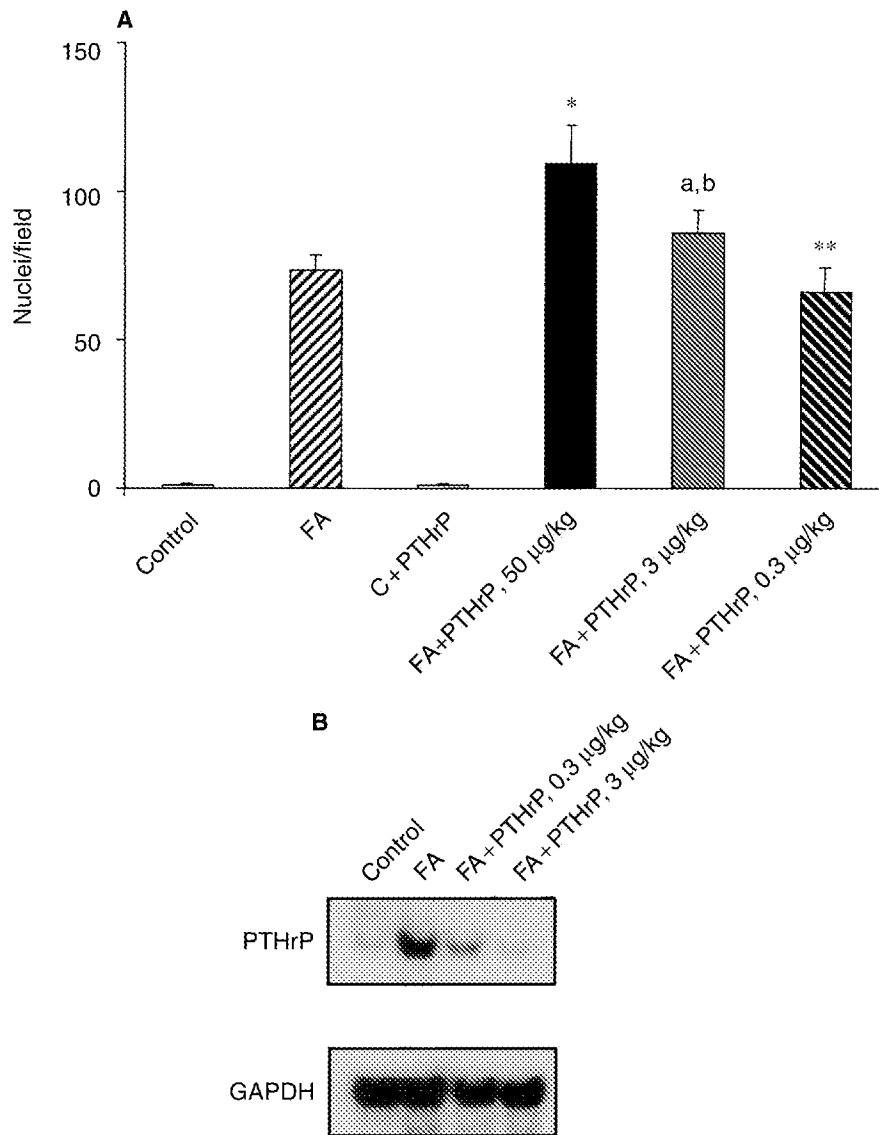 A
150
100
50
0
Nuclei/field
*
a,b
**
Control
FA
C+PTHrP
FA+PTHrP, 50 µg/kg
FA+PTHrP, 3 µg/kg
FA+PTHrP, 0.3 µg/kg
B
Control
FA
FA+PTHrP, 0.3 µg/kg
FA+PTHrP, 3 µg/kg
PTHrP
GAPDH